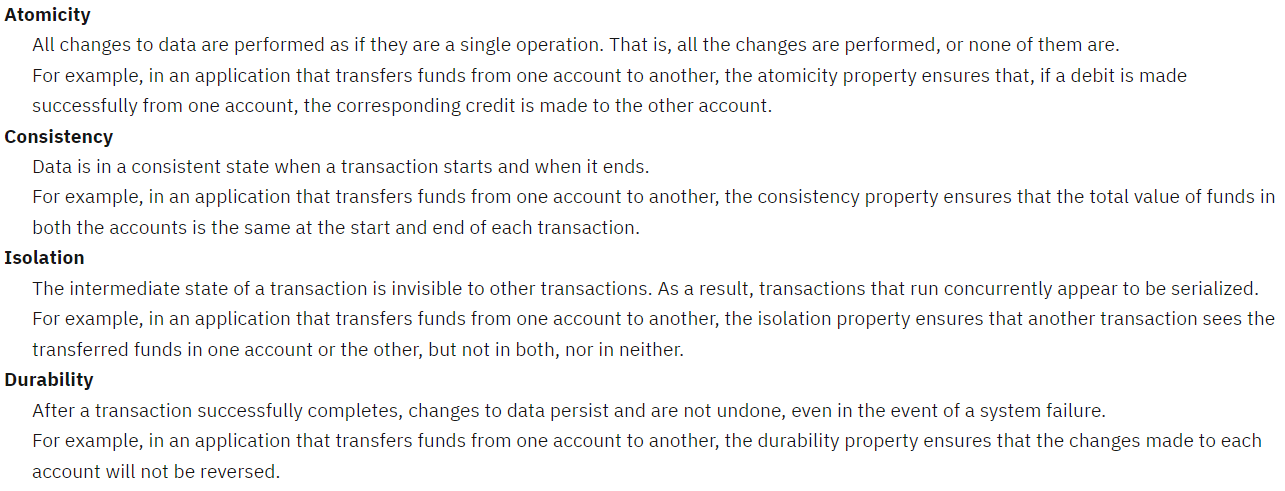 Atomicity
All changes to data are performed as if they are a single operation. That is, all the changes are performed, or none of them are.
For example, in an application that transfers funds from one account to another, the atomicity property ensures that, if a debit is made
successfully from one account, the corresponding credit is made to the other account.
Consistency
Data is in a consistent state when a transaction starts and when it ends.
For example, in an application that transfers funds from one account to another, the consistency property ensures that the total value of funds in
both the accounts is the same at the start and end of each transaction.
Isolation
The intermediate state of a transaction is invisible to other transactions. As a result, transactions that run concurrently appear to be serialized.
For example, in an application that transfers funds from one account to another, the isolation property ensures that another transaction sees the
transferred funds in one account or the other, but not in both, nor in neither.
Durability
After a transaction successfully completes, changes to data persist and are not undone, even in the event of a system failure.
For example, in an application that transfers funds from one account to another, the durability property ensures that the changes made to each
account will not be reversed.